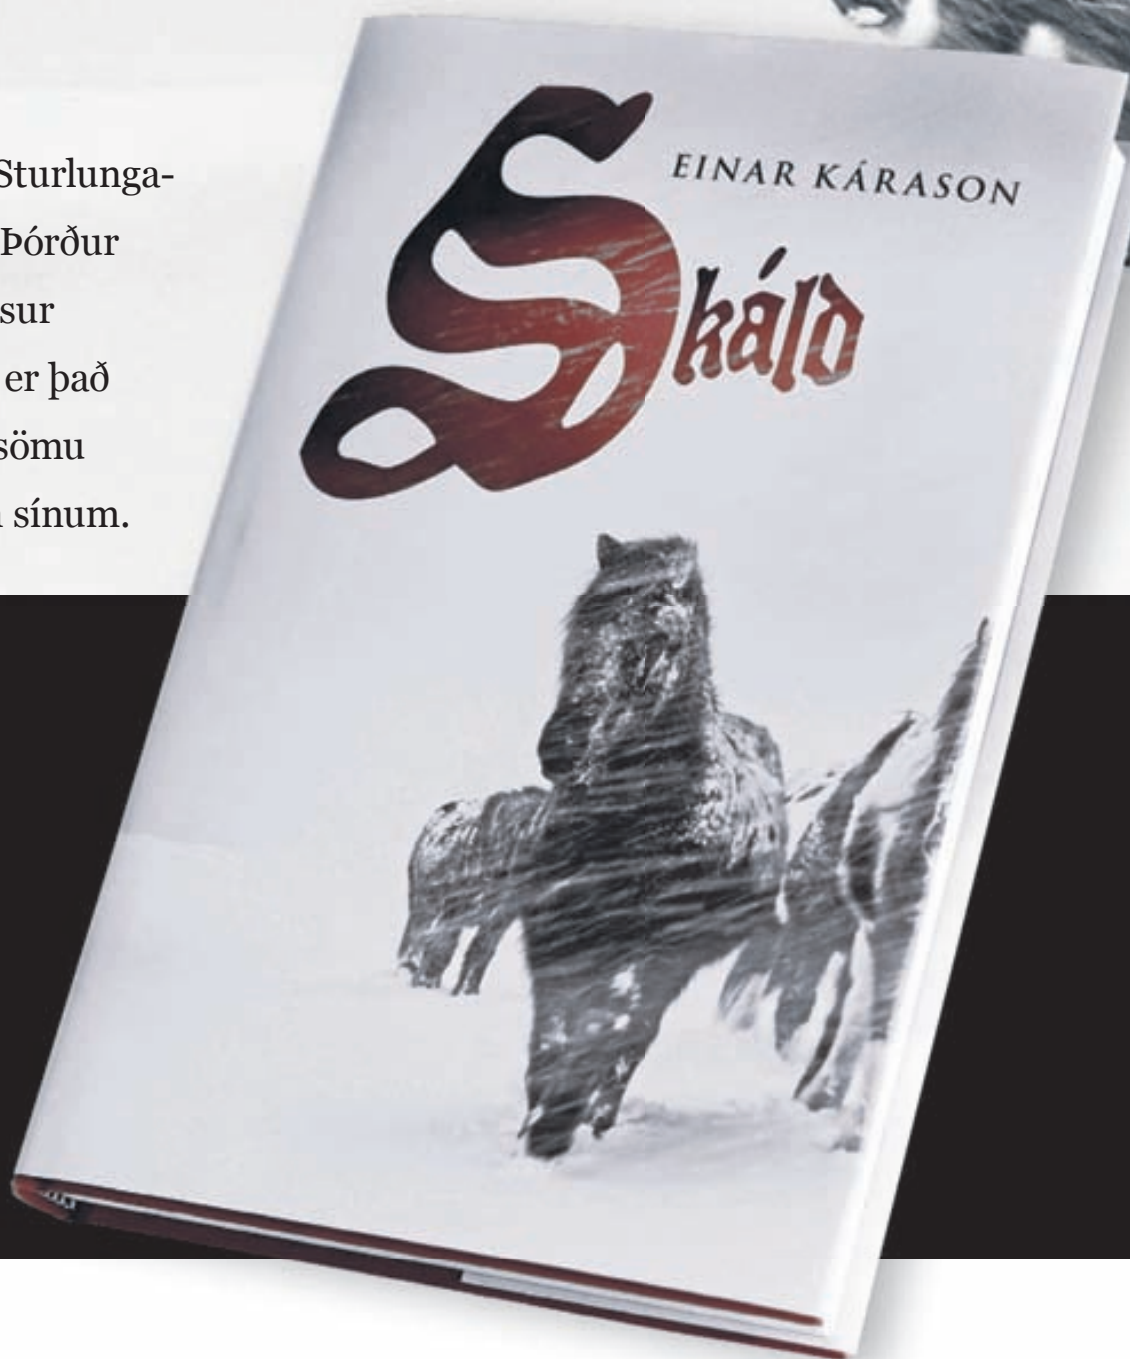 Sturlunga-
Þórður
sur
er það
sömu
sínum.
EINAR KÁRASON
Skáld